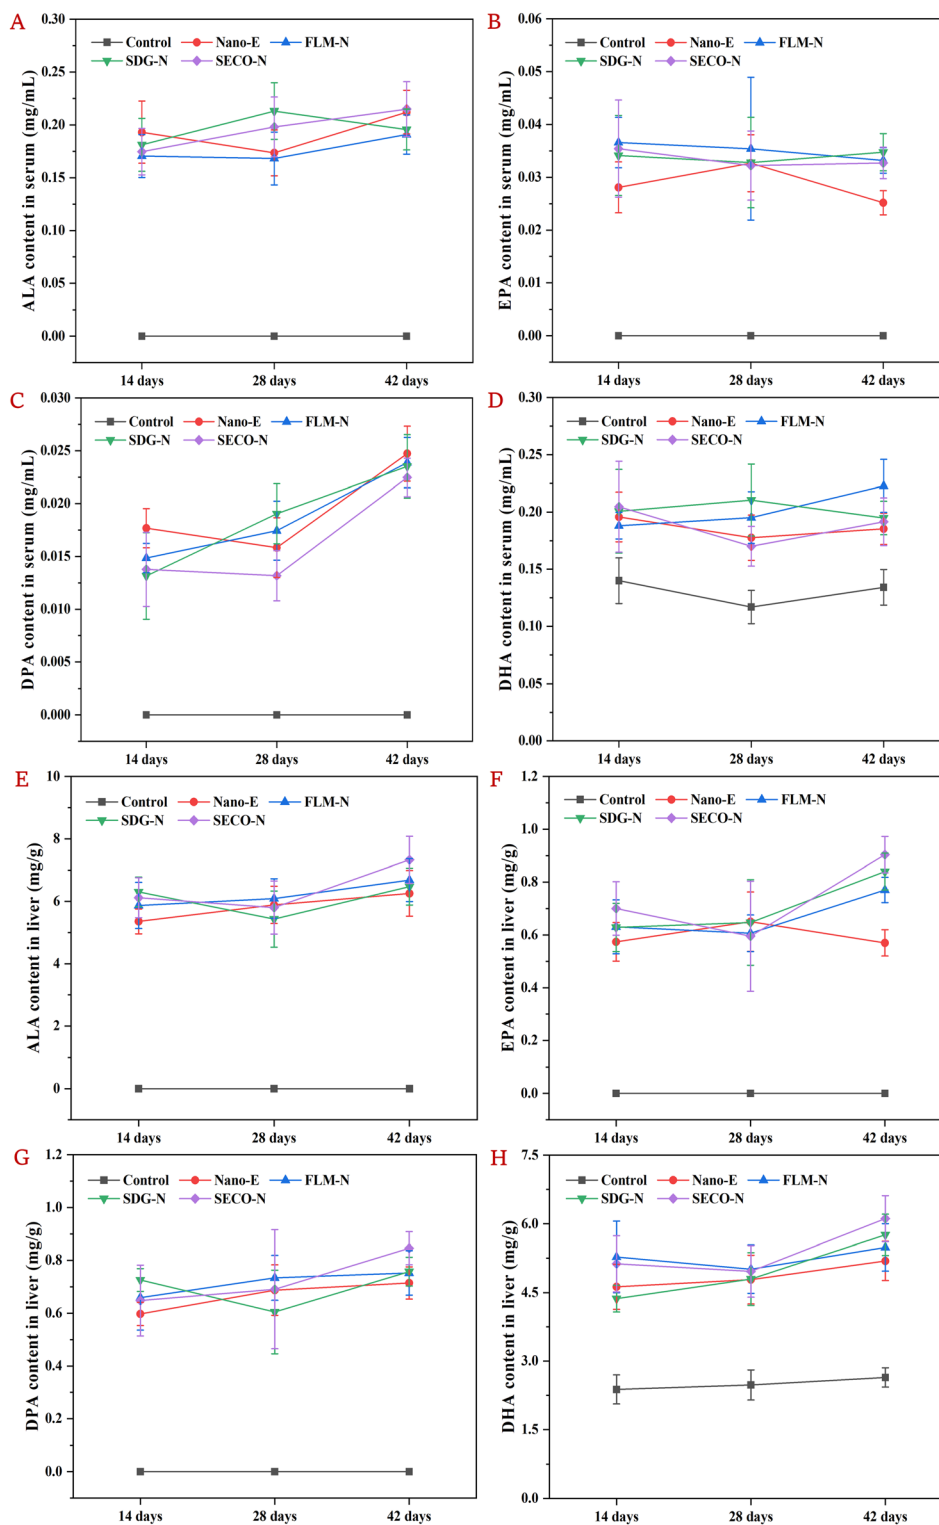 A
ALA content in serum (mg/mL)
0.30
0.25
0.20
0.15
0.10
0.05
0.00
Control Nano-E FLM-N
SDG-N SECO-N
14 days 28 days 42 days
B
EPA content in serum (mg/mL)
0.06
0.05
0.04
0.03
0.02
0.01
0.00
Control Nano-E FLM-N
SDG-N SECO-N
14 days 28 days 42 days
C
DPA content in serum (mg/mL)
0.030
0.025
0.020
0.015
0.010
0.005
0.000
Control Nano-E FLM-N
SDG-N SECO-N
14 days 28 days 42 days
D
DHA content in serum (mg/mL)
0.30
0.25
0.20
0.15
0.10
0.05
0.00
Control Nano-E FLM-N
SDG-N SECO-N
14 days 28 days 42 days
E
ALA content in liver (mg/g)
10
8
6
4
2
0
Control Nano-E FLM-N
SDG-N SECO-N
14 days 28 days 42 days
F
EPA content in liver (mg/g)
1.2
1.0
0.8
0.6
0.4
0.2
0.0
Control Nano-E FLM-N
SDG-N SECO-N
14 days 28 days 42 days
G
DPA content in liver (mg/g)
1.2
1.0
0.8
0.6
0.4
0.2
0.0
Control Nano-E FLM-N
SDG-N SECO-N
14 days 28 days 42 days
H
DHA content in liver (mg/g)
7.5
6.0
4.5
3.0
1.5
0.0
Control Nano-E FLM-N
SDG-N SECO-N
14 days 28 days 42 days